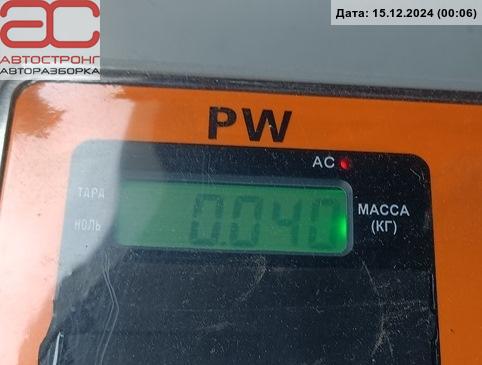 Дата: 15.12.2024 (00:06)
АС
АВТОСТРОНГ
АВТОРАЗБОРКА
PW
AC
ТАРА
НОЛЬ
0.040
МАССА
(КГ)